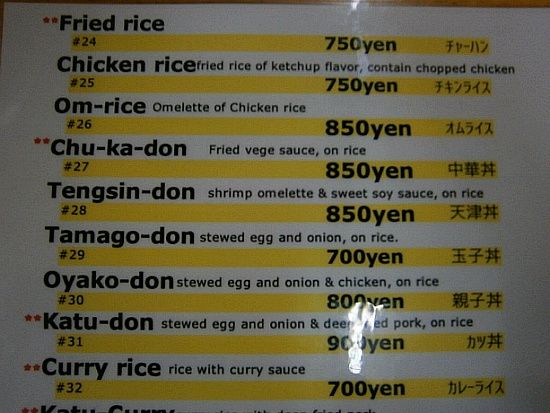 **Fried rice
#24 750yen チャーハン
Chicken rice fried rice of ketchup flavor, contain chopped chicken
#25 750yen チキンライス
Om-rice Omelette of Chicken rice
#26 850yen オムライス
**Chu-ka-don Fried vege sauce, on rice
#27 850yen 中華丼
Tengsin-don shrimp omelette & sweet soy sauce, on rice
#28 850yen 天津丼
Tamago-don stewed egg and onion, on rice.
#29 700yen 玉子丼
Oyako-don stewed egg and onion & chicken, on rice
#30 800yen 親子丼
**Katu-don stewed egg and onion & deep fried pork, on rice
#31 900yen カツ丼
**Curry rice rice with curry sauce
#32 700yen カレーライス
**Katu-Curry